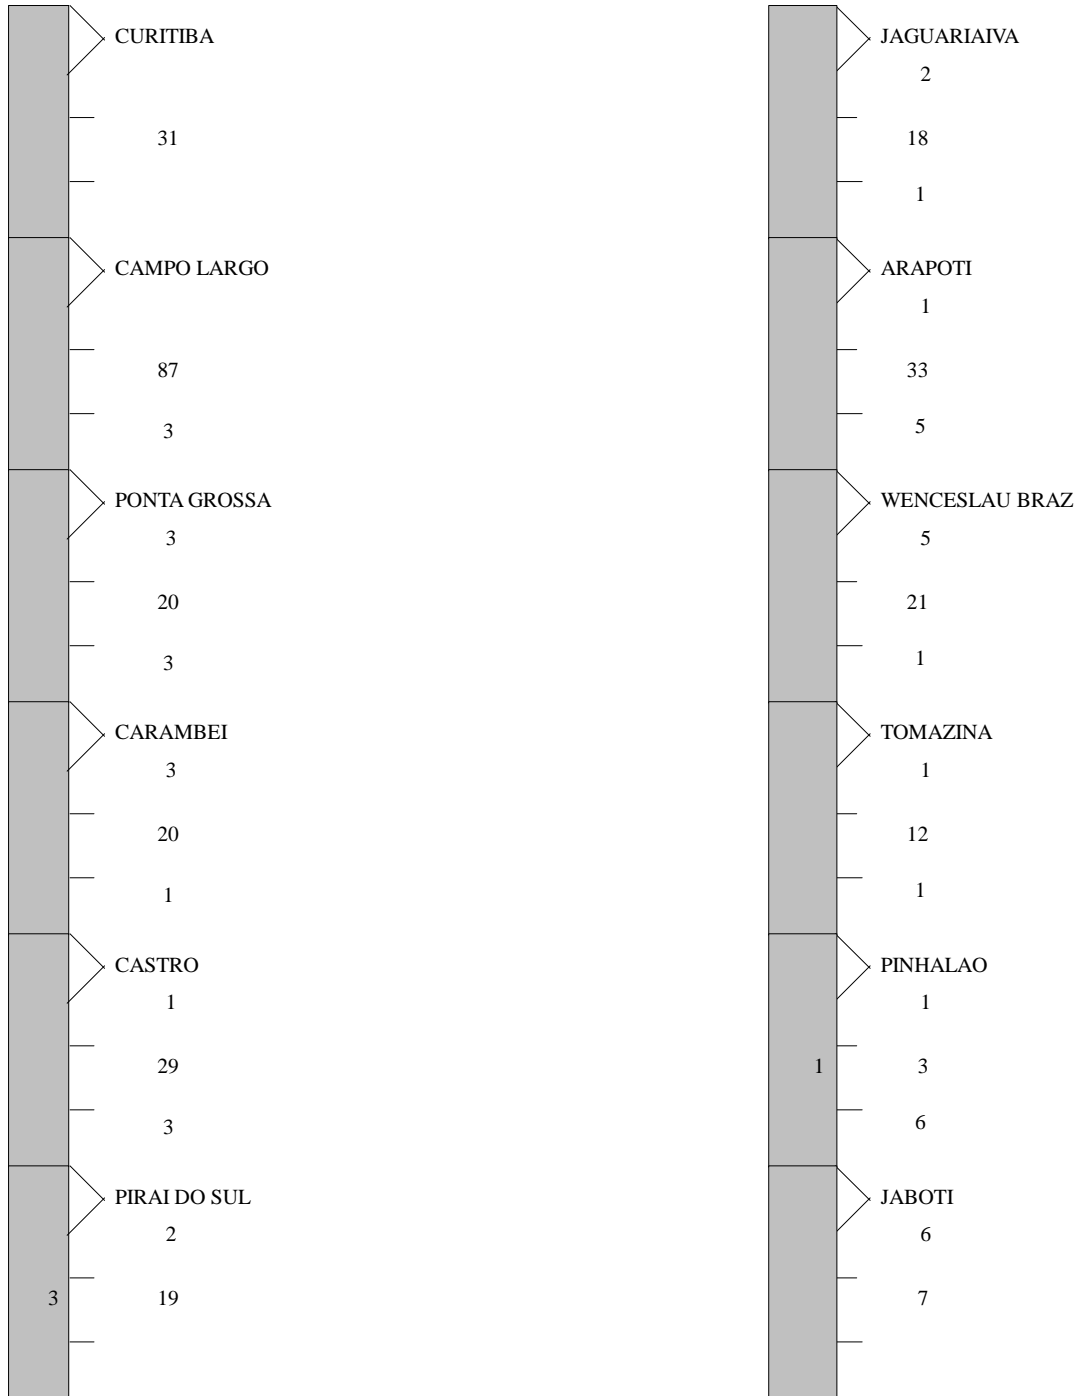 CURITIBA
31
CAMPO LARGO
87
3
PONTA GROSSA
3
20
3
CARAMBEI
3
20
1
CASTRO
1
29
3
PIRAI DO SUL
2
3 19
JAGUARIAIVA
2
18
1
ARAPOTI
1
33
5
WENCESLAU BRAZ
5
21
1
TOMAZINA
1
12
1
PINHALAO
1
1 3
6
JABOTI
6
7